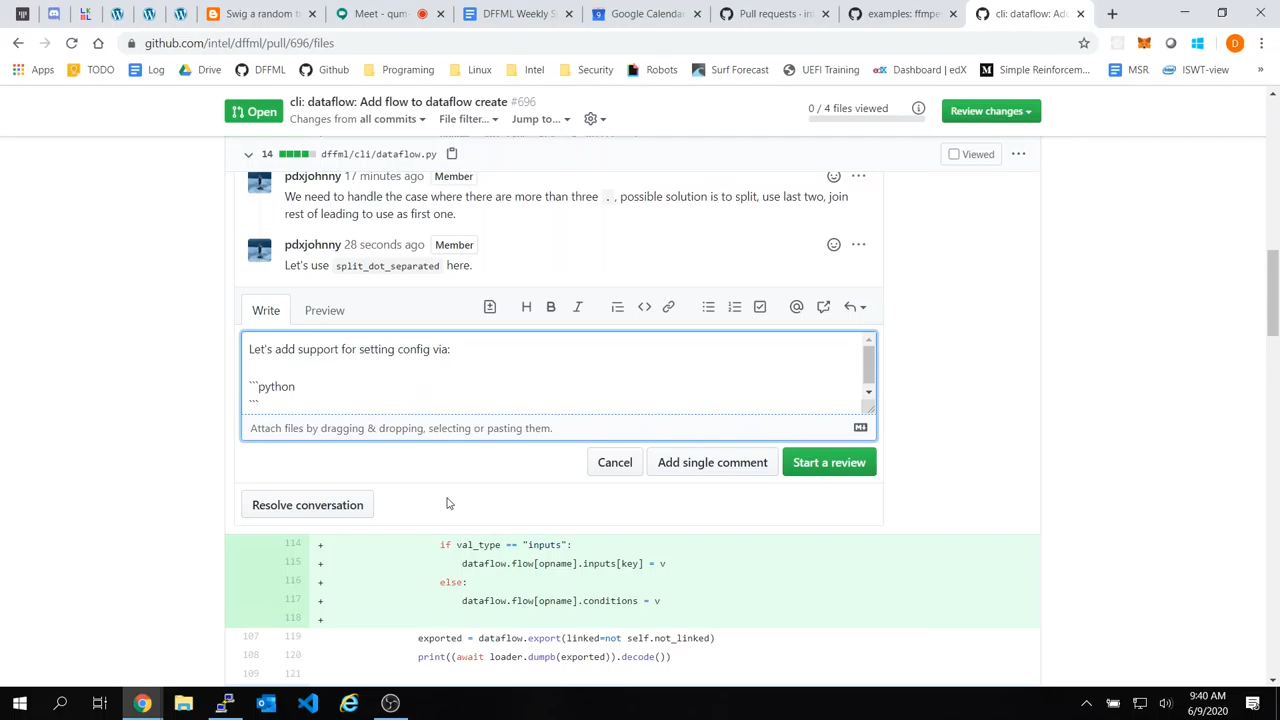 Swig a random t
Meet - qum
DFFML Weekly S
Google Calenda
Pull requests · in
examples: ffmpe
cli: dataflow: Add
github.com/intel/dffml/pull/696/files
D
Apps
TODO
Log
Drive
DFFML
Github
Programing
Linux
Intel
Security
Robots
Surf Forecast
UEFI Training
Dashboard | edX
Simple Reinforcem...
MSR
ISWT-view
»
Open
cli: dataflow: Add flow to dataflow create #696
Changes from all commits
File filter...
Jump to...
0 / 4 files viewed
Review changes
14
dffml/cli/dataflow.py
Viewed
pdxjohnny 17 minutes ago Member
We need to handle the case where there are more than three . , possible solution is to split, use last two, join
rest of leading to use as first one.
pdxjohnny 28 seconds ago Member
Let's use split_dot_separated here.
Write
Preview
Let's add support for setting config via:
```python
```
Attach files by dragging & dropping, selecting or pasting them.
Cancel
Add single comment
Start a review
Resolve conversation
114 + if val_type == "inputs":
115 + dataflow.flow[opname].inputs[key] = v
116 + else:
117 + dataflow.flow[opname].conditions = v
118 +
107 119 exported = dataflow.export(linked=not self.not_linked)
108 120 print((await loader.dumpb(exported)).decode())
109 121
9:40 AM
6/9/2020